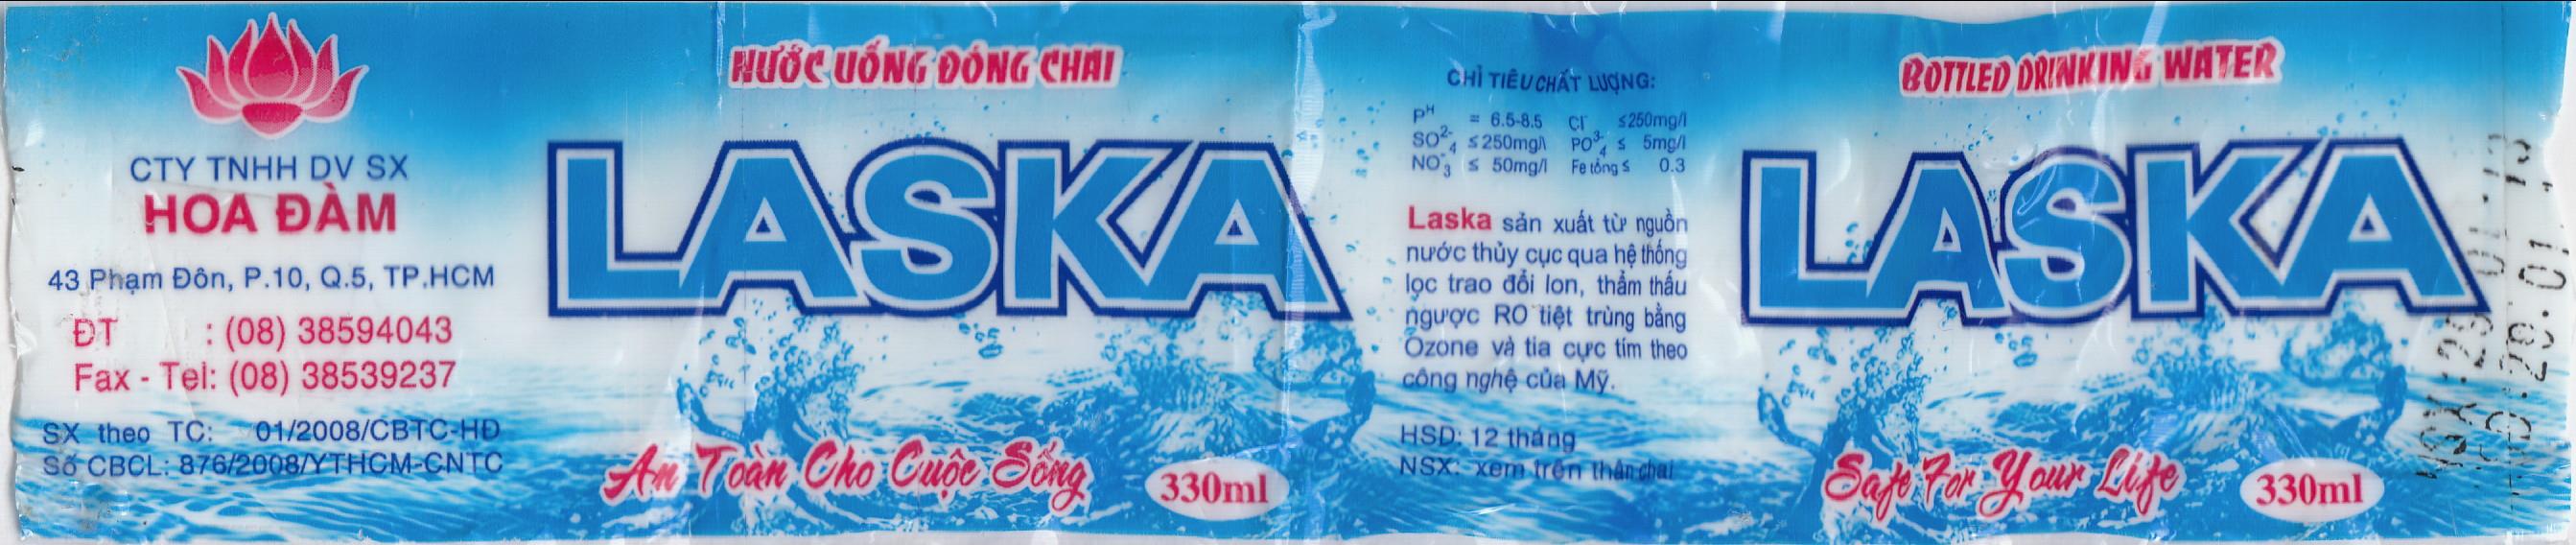 CTY TNHH DV SX
HOA ĐÀM
43 Phạm Đôn, P.10, Q.5, TP.HCM
ĐT : (08) 38594043
Fax - Tel: (08) 38539237
SX theo TC: 01/2008/CBTC-HĐ
Số CBCL: 876/2008/YTHCM-CNTC
NƯỚC UỐNG ĐÓNG CHAI
LASKA
An Toàn Cho Cuộc Sống
330ml
CHỈ TIÊU CHẤT LƯỢNG:
PH = 6.5-8.5 Cl- ≤250mg/l
SO2-4 ≤250mg/l PO3-4 ≤ 5mg/l
NO-3 ≤ 50mg/l Fe tổng ≤ 0.3
Laska sản xuất từ nguồn
nước thủy cục qua hệ thống
lọc trao đổi Ion, thẩm thấu
ngược RO tiệt trùng bằng
Ozone và tia cực tím theo
công nghệ của Mỹ.
HSD: 12 tháng
NSX: xem trên thân chai
BOTTLED DRINKING WATER
LASKA
Safe For Your Life
330ml